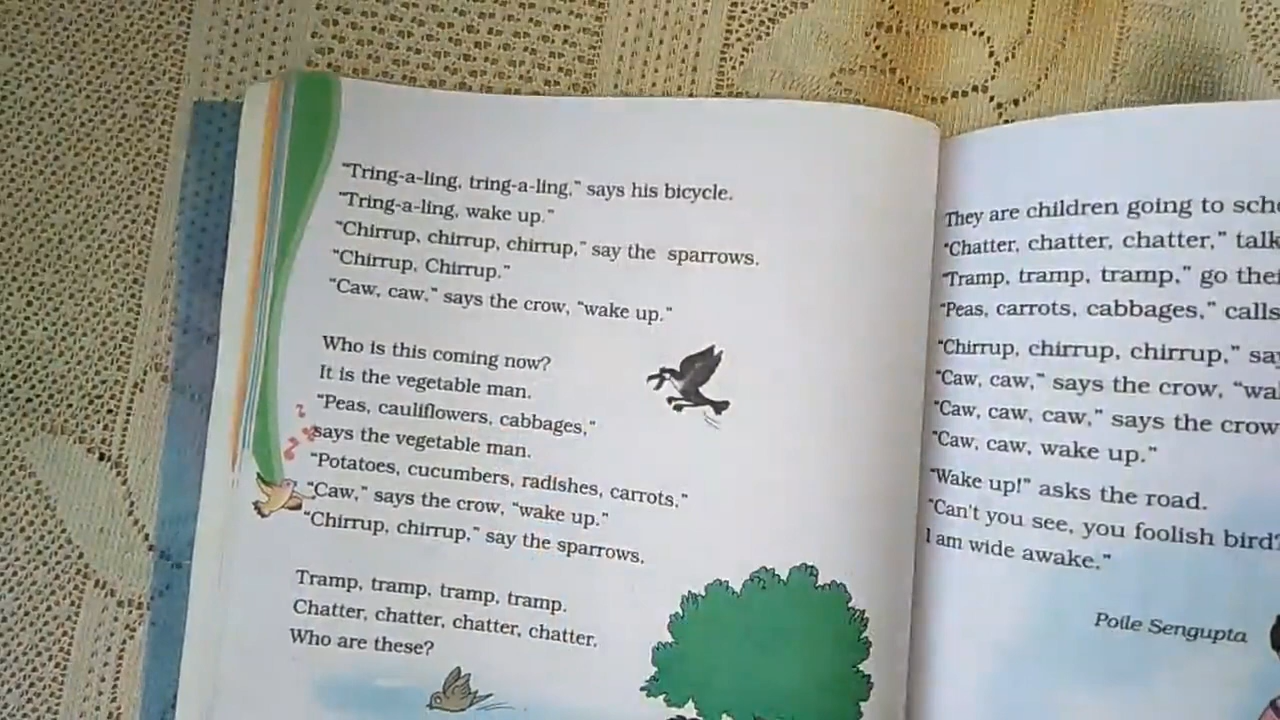 "Tring-a-ling, tring-a-ling," says his bicycle.
"Tring-a-ling, wake up."
"Chirrup, chirrup, chirrup," say the sparrows.
"Chirrup, Chirrup."
"Caw, caw," says the crow, "wake up."
Who is this coming now?
It is the vegetable man.
"Peas, cauliflowers, cabbages,"
says the vegetable man.
"Potatoes, cucumbers, radishes, carrots,"
"Caw," says the crow, "wake up."
"Chirrup, chirrup," say the sparrows.
Tramp, tramp, tramp, tramp.
Chatter, chatter, chatter, chatter.
Who are these?
They are children going to
"Chatter, chatter, chatter,"
"Tramp, tramp, tramp," go
"Peas, carrots, cabbages," calls
"Chirrup, chirrup, chirrup,"
"Caw, caw," says the crow,
"Caw, caw, caw," says the crow
"Caw, caw, wake up."
"Wake up!" asks the road.
"Can't you see, you foolish bird?
I am wide awake."
Poile Sengupta